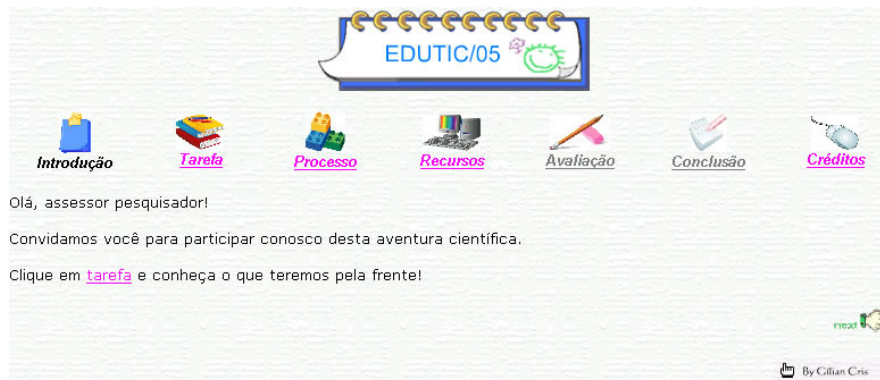 EDUTIC/05
Introdução Tarefa Processo Recursos Avaliação Conclusão Créditos
Olá, assessor pesquisador!
Convidamos você para participar conosco desta aventura científica.
Clique em tarefa e conheça o que teremos pela frente!
next
By Gílian Cris